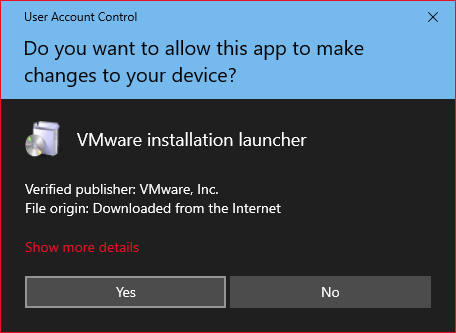 User Account Control
Do you want to allow this app to make
changes to your device?
VMware installation launcher
Verified publisher: VMware, Inc.
File origin: Downloaded from the Internet
Show more details
Yes
No